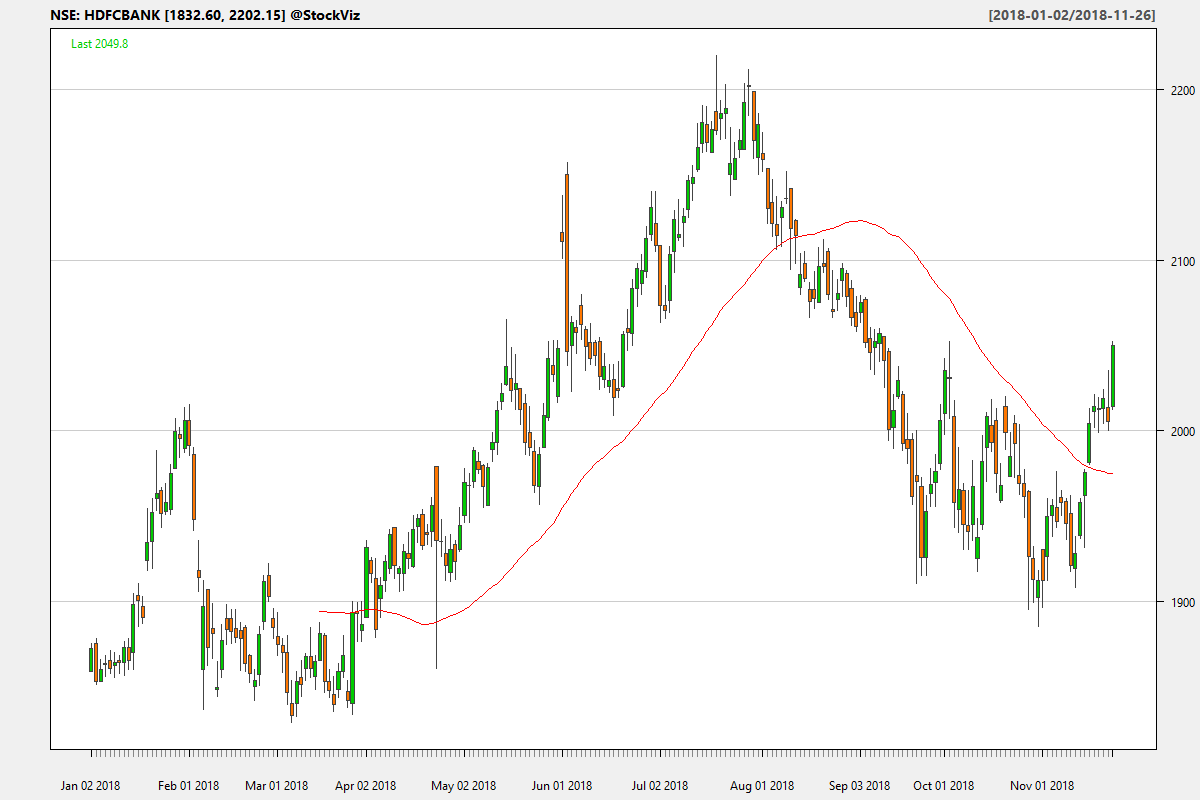 NSE: HDFCBANK [1832.60, 2202.15] @StockViz [2018-01-02/2018-11-26]
Last 2049.8
2200
2100
2000
1900
Jan 02 2018 Feb 01 2018 Mar 01 2018 Apr 02 2018 May 02 2018 Jun 01 2018 Jul 02 2018 Aug 01 2018 Sep 03 2018 Oct 01 2018 Nov 01 2018